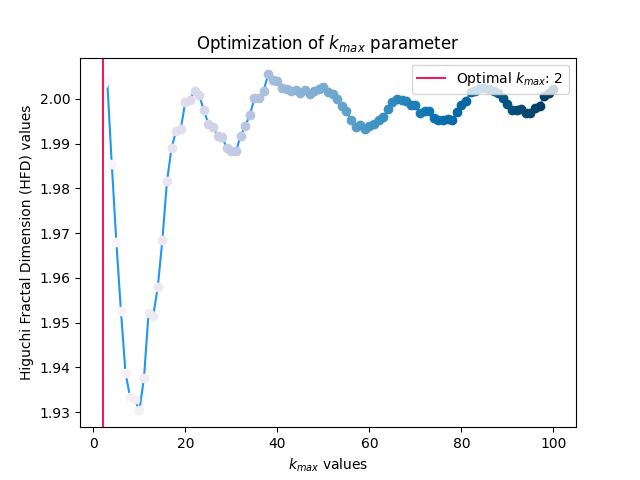 Optimization of $k_{max}$ parameter
Optimal $k_{max}$: 2
Higuchi Fractal Dimension (HFD) values
2.00
1.99
1.98
1.97
1.96
1.95
1.94
1.93
0 20 40 60 80 100
$k_{max}$ values